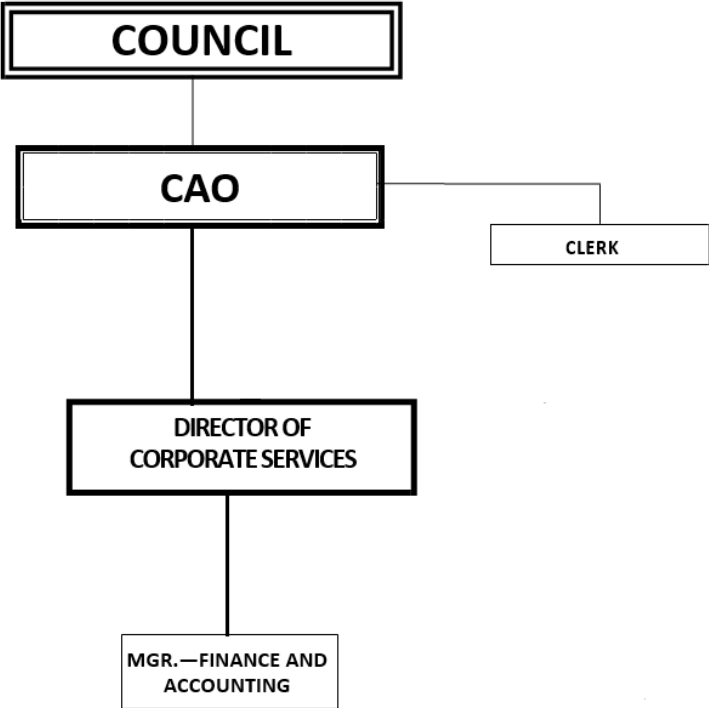 COUNCIL
CAO
CLERK
DIRECTOR OF
CORPORATE SERVICES
MGR.—FINANCE AND
ACCOUNTING